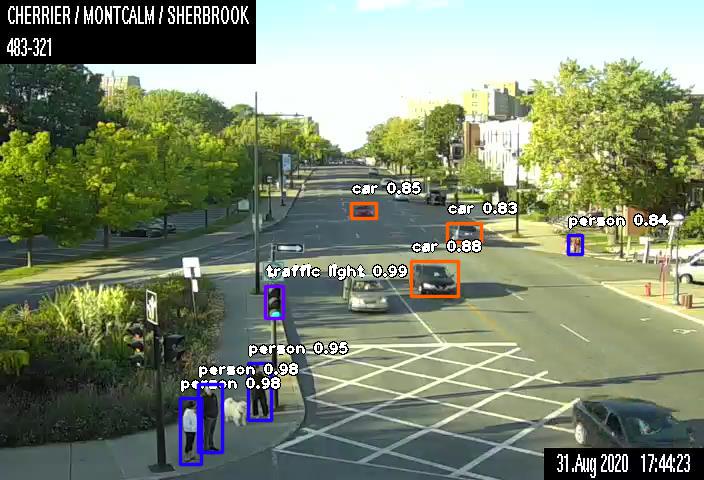 CHERRIER / MONTCALM / SHERBROOK
483-321
car 0.85
car 0.83
person 0.84
car 0.88
traffic light 0.99
person 0.95
person 0.98
person 0.98
31.Aug 2020 17:44:23